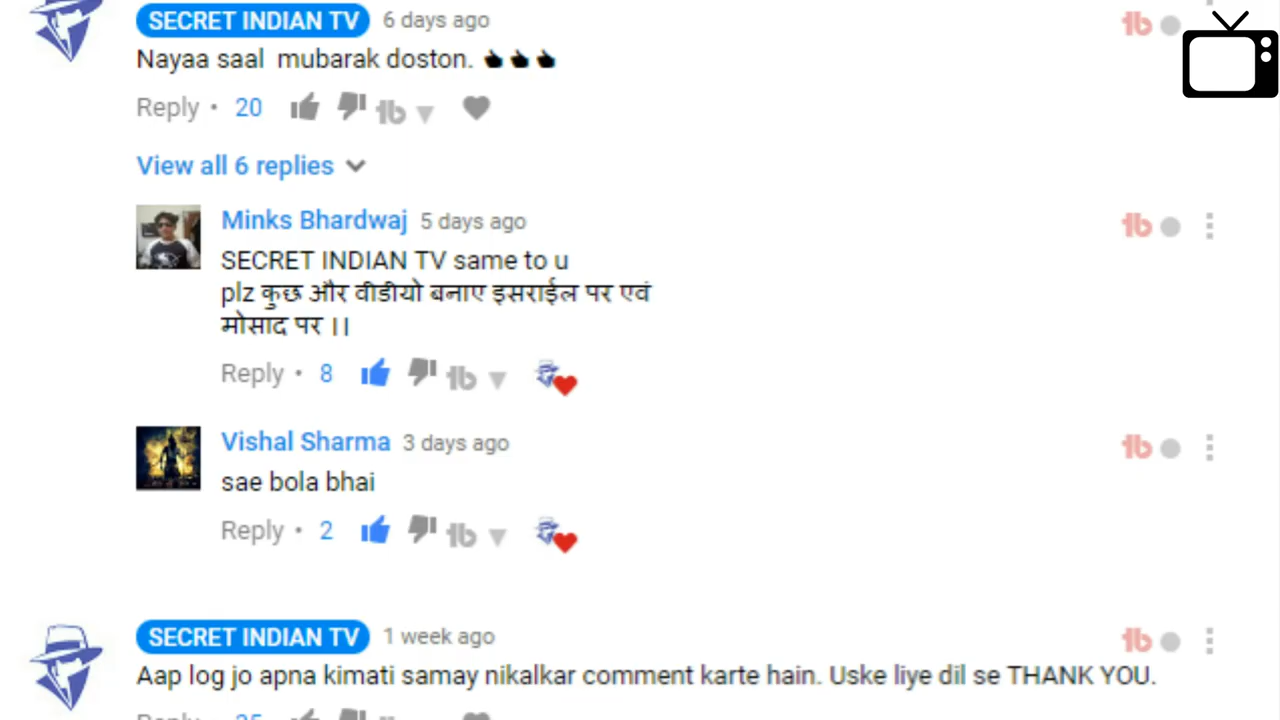 SECRET INDIAN TV 6 days ago
Nayaa saal mubarak doston.
Reply • 20
View all 6 replies
Minks Bhardwaj 5 days ago
SECRET INDIAN TV same to u
plz कुछ और वीडीयो बनाए इसराईल पर एवं
मोसाद पर ।।
Reply • 8
Vishal Sharma 3 days ago
sae bola bhai
Reply • 2
SECRET INDIAN TV 1 week ago
Aap log jo apna kimati samay nikalkar comment karte hain. Uske liye dil se THANK YOU.